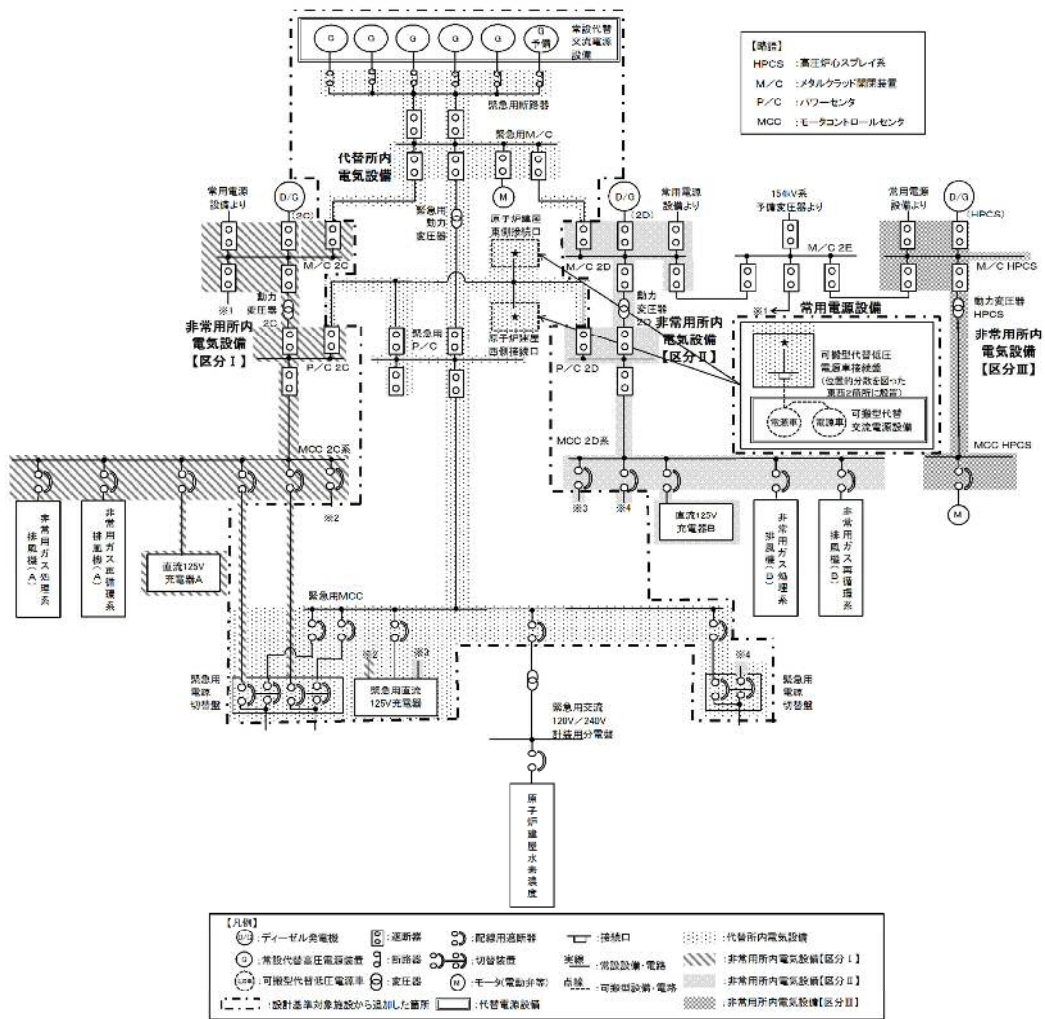 G
G
G
G
G
G
予備
常設代替
交流電源
設備
【略語】
HPCS :高圧炉心スプレイ系
M/C :メタルクラッド開閉装置
P/C :パワーセンタ
MCC :モータコントロールセンタ
緊急用断路器
緊急用M/C
代替所内
電気設備
M
常用電源
設備より
D/G
(2C)
緊急用
動力
変圧器
原子炉建屋
東側接続口
D/G
(2D)
常用電源
設備より
154kV系
予備変圧器より
常用電源
設備より
D/G
(HPCS)
M/C 2C
M/C 2D
M/C 2E
M/C HPCS
※1
動力
変圧器
2C
動力
変圧器
2D
※1
常用電源設備
動力変圧器
HPCS
非常用所内
電気設備
【区分Ⅰ】
緊急用
P/C
原子炉建屋
西側接続口
非常用所内
電気設備
【区分Ⅱ】
非常用所内
電気設備
【区分Ⅲ】
P/C 2C
P/C 2D
可搬型代替低圧
電源車接続盤
(位置的分散を図った
東西2箇所に設置)
電源車
電源車
可搬型代替
交流電源設備
MCC 2C系
MCC 2D系
MCC HPCS
※2
※3
※4
M
非常用ガス処理系
排風機(A)
非常用ガス再循環系
排風機(A)
直流125V
充電器A
直流125V
充電器B
非常用ガス処理系
排風機(B)
非常用ガス再循環系
排風機(B)
緊急用MCC
※2
※3
※4
緊急用
電源
切替盤
緊急用直流
125V充電器
緊急用
電源
切替盤
緊急用交流
120V/240V
計装用分電盤
原子炉建屋水素濃度
【凡例】
D/G :ディーゼル発電機
:遮断器
:配線用遮断器
:接続口
:代替所内電気設備
G :常設代替高圧電源装置
:断路器
:切替装置
実線
:常設設備・電路
:非常用所内電気設備【区分Ⅰ】
電源車 :可搬型代替低圧電源車
:変圧器
M :モータ(電動弁等)
点線
:可搬型設備・電路
:非常用所内電気設備【区分Ⅱ】
:設計基準対象施設から追加した箇所
:代替電源設備
:非常用所内電気設備【区分Ⅲ】